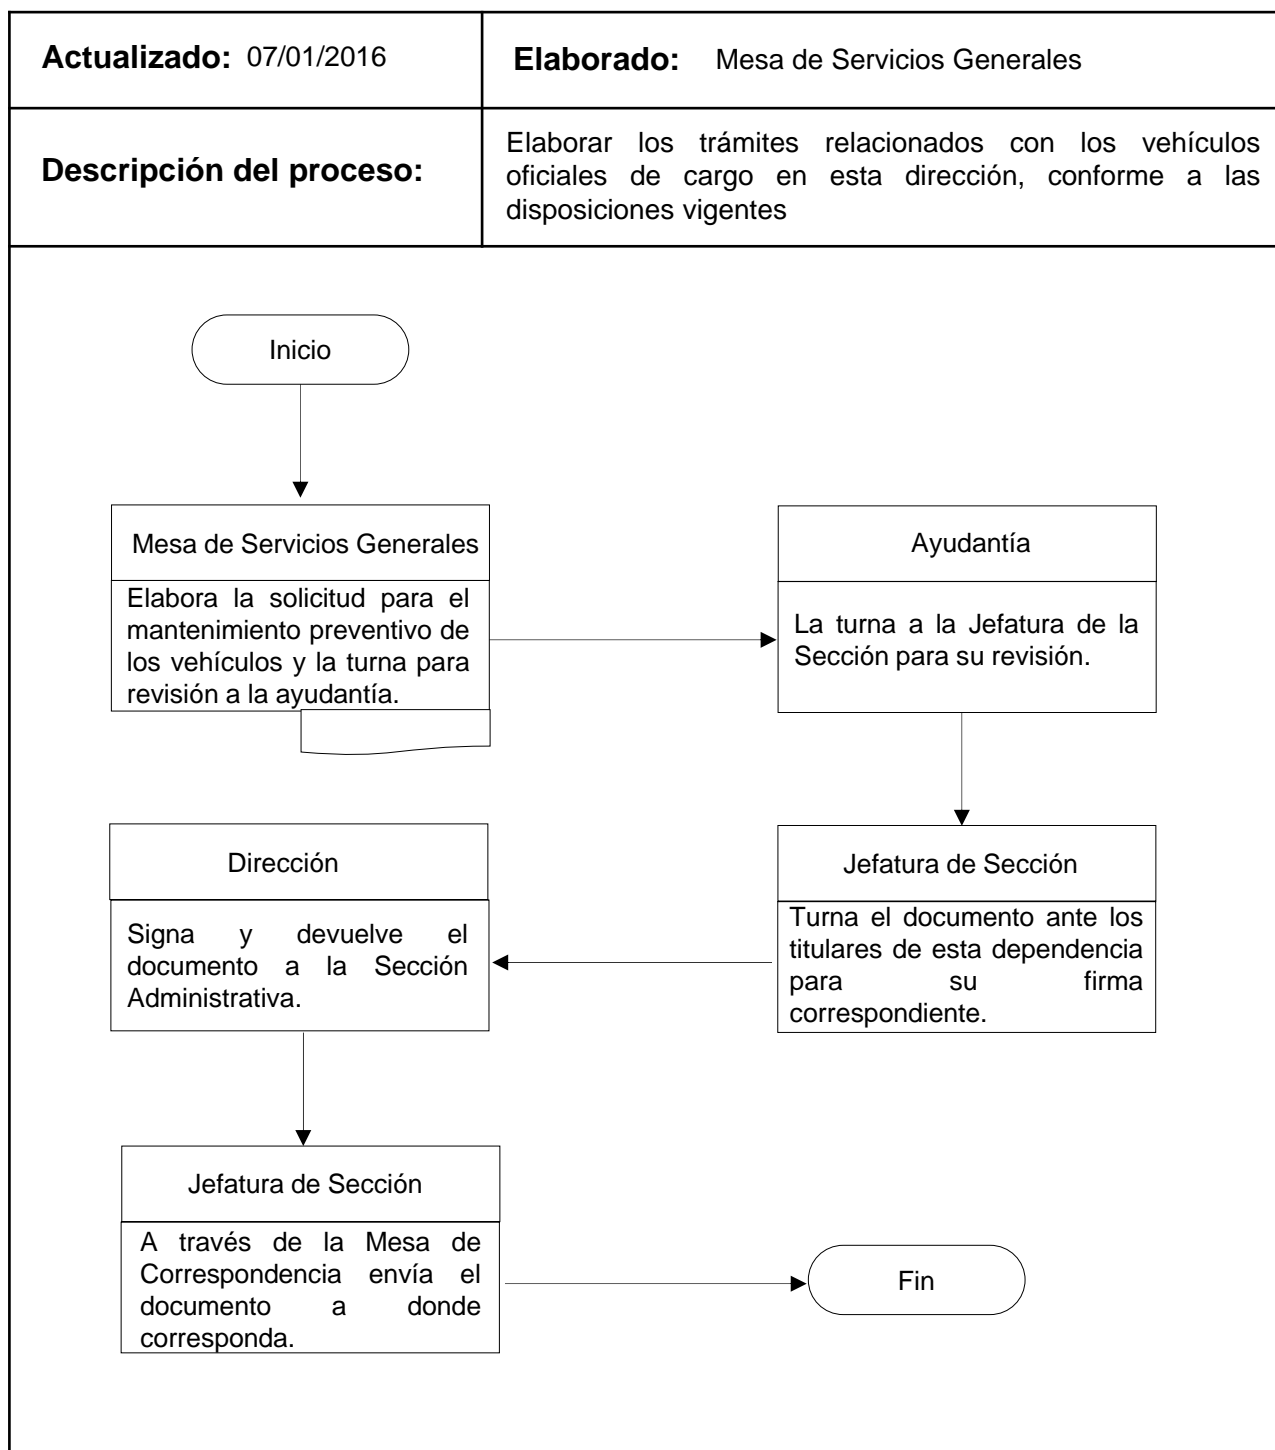 Actualizado: 07/01/2016
Elaborado: Mesa de Servicios Generales
Descripción del proceso:
Elaborar los trámites relacionados con los vehículos
oficiales de cargo en esta dirección, conforme a las
disposiciones vigentes
Inicio
Mesa de Servicios Generales
Elabora la solicitud para el
mantenimiento preventivo de
los vehículos y la turna para
revisión a la ayudantía.
Ayudantía
La turna a la Jefatura de la
Sección para su revisión.
Jefatura de Sección
Turna el documento ante los
titulares de esta dependencia
para su firma
correspondiente.
Dirección
Signa y devuelve el
documento a la Sección
Administrativa.
Jefatura de Sección
A través de la Mesa de
Correspondencia envía el
documento a donde
corresponda.
Fin